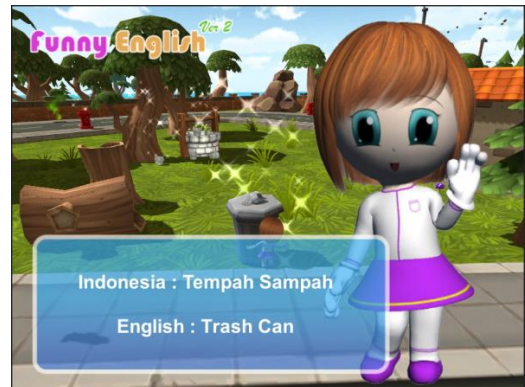 Funny English Ver 2
Indonesia : Tempah Sampah
English : Trash Can